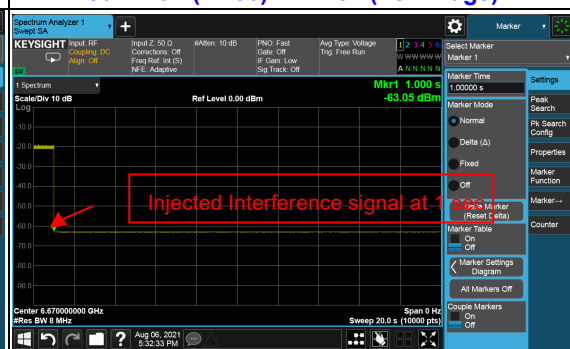 Spectrum Analyzer 1
Swept SA
Marker
KEYSIGHT
Input: RF
Coupling: DC
Align: Off
Input Z: 50 Ω
Corrections: Off
Freq Ref: Int (S)
NFE: Adaptive
#Atten: 10 dB
PNO: Fast
Gate: Off
IF Gain: Low
Sig Track: Off
Avg Type: Voltage
Trig: Free Run
1 2 3 4 5 6
W W W W W W
A N N N N N
Select Marker
Marker 1
1 Spectrum
Scale/Div 10 dB
Log
Ref Level 0.00 dBm
Mkr1 1.000 s
-63.05 dBm
-10.0
-20.0
-30.0
-40.0
-50.0
-60.0
-70.0
-80.0
-90.0
Injected Interference signal at 1 sec
Center 6.670000000 GHz
#Res BW 8 MHz
Span 0 Hz
Sweep 20.0 s (10000 pts)
Marker Time
1.00000 s
Marker Mode
Normal
Delta (Δ)
Fixed
Off
Marker
(Reset Delta)
Marker Table
On
Off
Marker Settings
Diagram
All Markers Off
Couple Markers
On
Off
Settings
Peak
Search
Pk Search
Config
Properties
Marker
Function
Marker→
Counter
Aug 06, 2021
5:32:33 PM